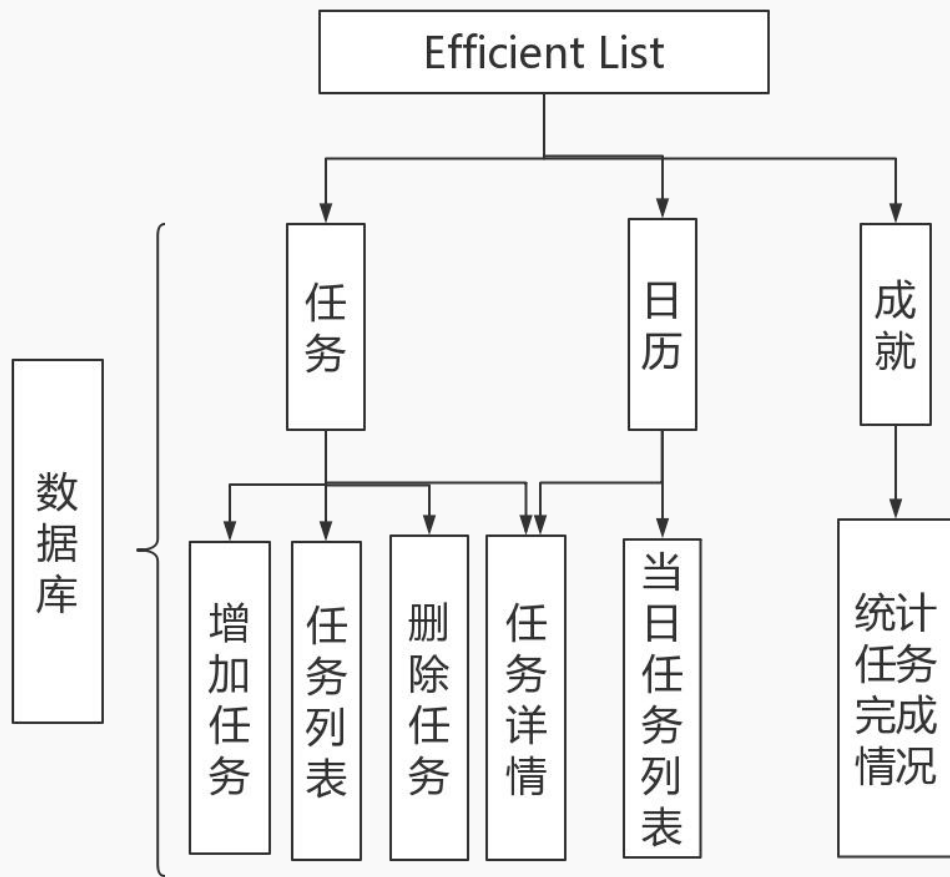 Efficient List
任务
日历
成就
数据库
增加任务
任务列表
删除任务
任务详情
当日任务列表
统计
任务
完成
情况